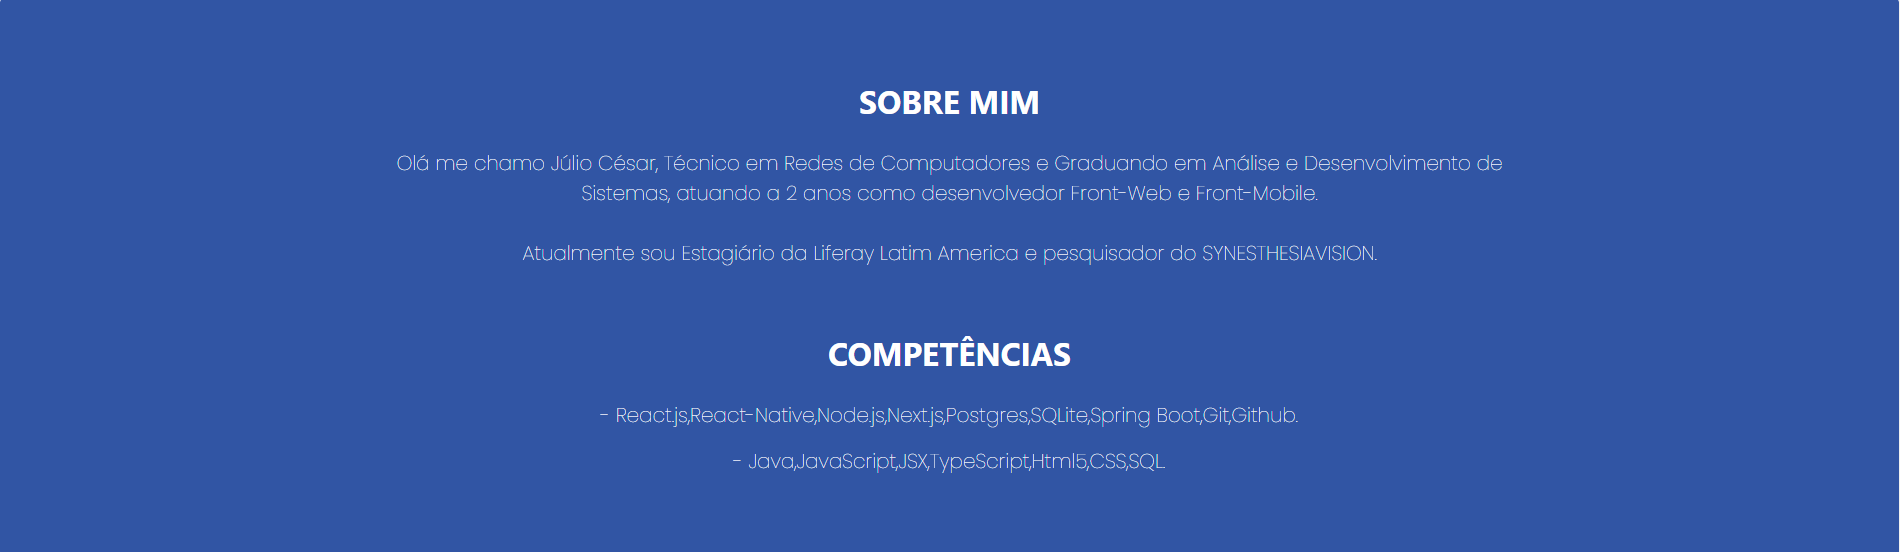 SOBRE MIM
Olá me chamo Júlio César, Técnico em Redes de Computadores e Graduando em Análise e Desenvolvimento de
Sistemas, atuando a 2 anos como desenvolvedor Front-Web e Front-Mobile.
Atualmente sou Estagiário da Liferay Latim America e pesquisador do SYNESTHESIAVISION.
COMPETÊNCIAS
- React.js,React-Native,Node.js,Next.js,Postgres,SQLite,Spring Boot,Git,Github.
- Java,JavaScript,JSX,TypeScript,Html5,CSS,SQL.